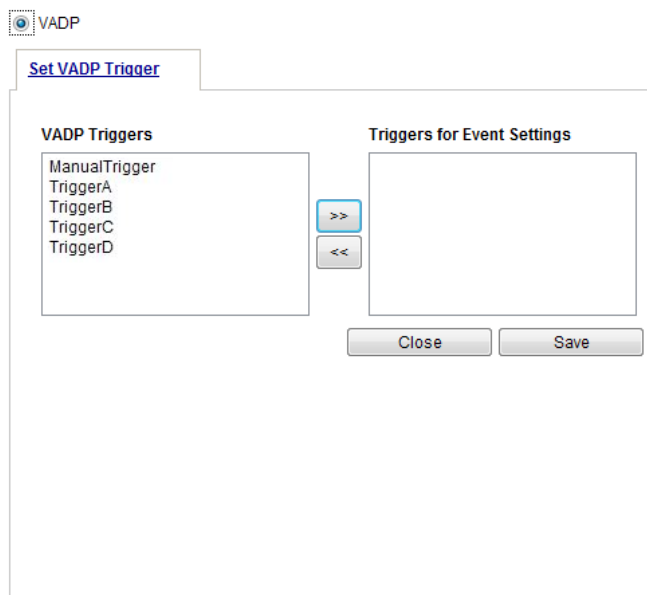 VADP
Set VADP Trigger
VADP Triggers
Triggers for Event Settings
ManualTrigger
TriggerA
TriggerB
TriggerC
TriggerD
>>
<<
Close
Save